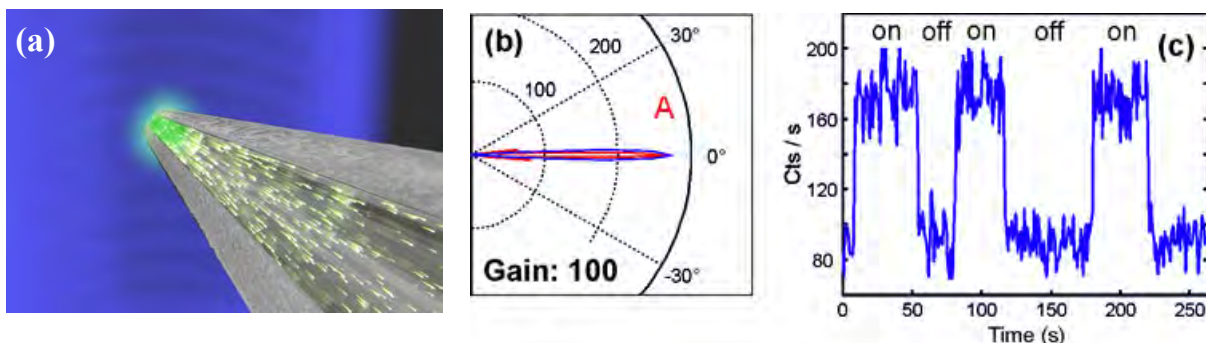 (a)
(b)
100
200
30°
A
0°
-30°
Gain: 100
on off on off on
(c)
200
160
120
80
Cts / s
0 50 100 150 200 250
Time (s)